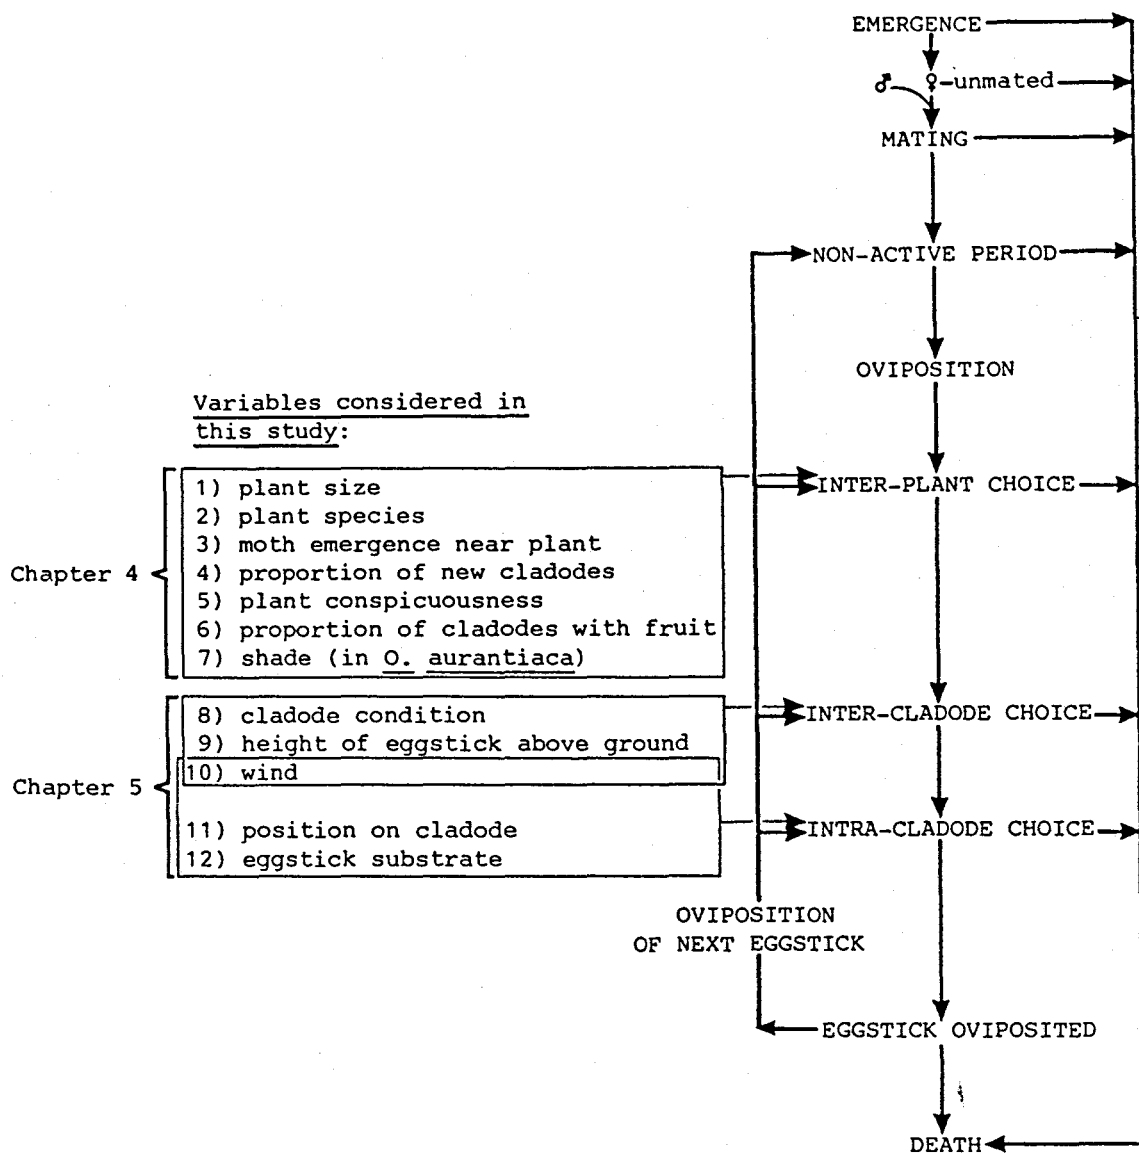 EMERGENCE
♂ ♀-unmated
MATING
NON-ACTIVE PERIOD
OVIPOSITION
Variables considered in
this study:
Chapter 4
1) plant size
2) plant species
3) moth emergence near plant
4) proportion of new cladodes
5) plant conspicuousness
6) proportion of cladodes with fruit
7) shade (in O. aurantiaca)
INTER-PLANT CHOICE
Chapter 5
8) cladode condition
9) height of eggstick above ground
10) wind
11) position on cladode
12) eggstick substrate
INTER-CLADODE CHOICE
INTRA-CLADODE CHOICE
OVIPOSITION
OF NEXT EGGSTICK
EGGSTICK OVIPOSITED
DEATH